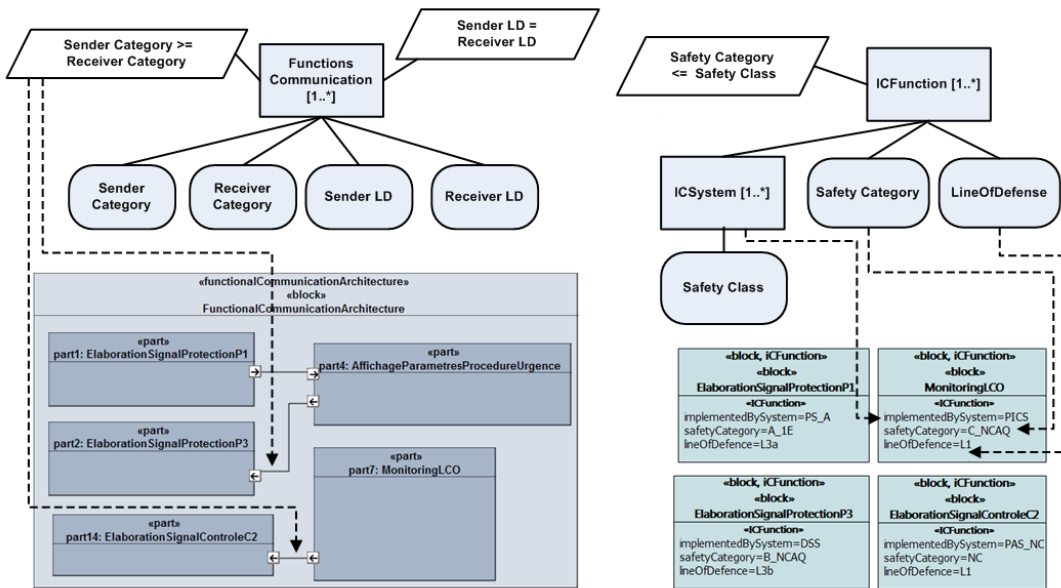 Sender Category >=
Receiver Category
Functions
Communication
[1..*]
Sender LD =
Receiver LD
Sender
Category
Receiver
Category
Sender LD
Receiver LD
«functionalCommunicationArchitecture»
«block»
FunctionalCommunicationArchitecture
«part»
part1: ElaborationSignalProtectionP1
«part»
part4: AffichageParametresProcedureUrgence
«part»
part2: ElaborationSignalProtectionP3
«part»
part7: MonitoringLCO
«part»
part14: ElaborationSignalControleC2
Safety Category
<= Safety Class
ICFunction [1..*]
ICSystem [1..*]
Safety Category
LineOfDefense
Safety Class
«block, iCFunction»
«block»
ElaborationSignalProtectionP1
«ICFunction»
implementedBySystem=PS_A
safetyCategory=A_1E
lineOfDefence=L3a
«block, iCFunction»
«block»
MonitoringLCO
«ICFunction»
implementedBySystem=PICS
safetyCategory=C_NCAQ
lineOfDefence=L1
«block, iCFunction»
«block»
ElaborationSignalProtectionP3
«ICFunction»
implementedBySystem=DSS
safetyCategory=B_NCAQ
lineOfDefence=L3b
«block, iCFunction»
«block»
ElaborationSignalControleC2
«ICFunction»
implementedBySystem=PAS_NC
safetyCategory=NC
lineOfDefence=L1